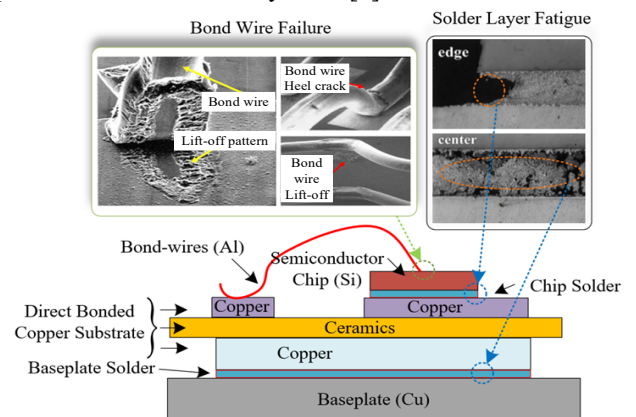 Bond Wire Failure
Solder Layer Fatigue
Bond wire
Lift-off pattern
Bond wire
Heel crack
Bond
wire
Lift-off
edge
center
Bond-wires (Al)
Semiconductor
Chip (Si)
Chip Solder
Copper
Copper
Direct Bonded
Copper Substrate
Ceramics
Copper
Baseplate Solder
Baseplate (Cu)